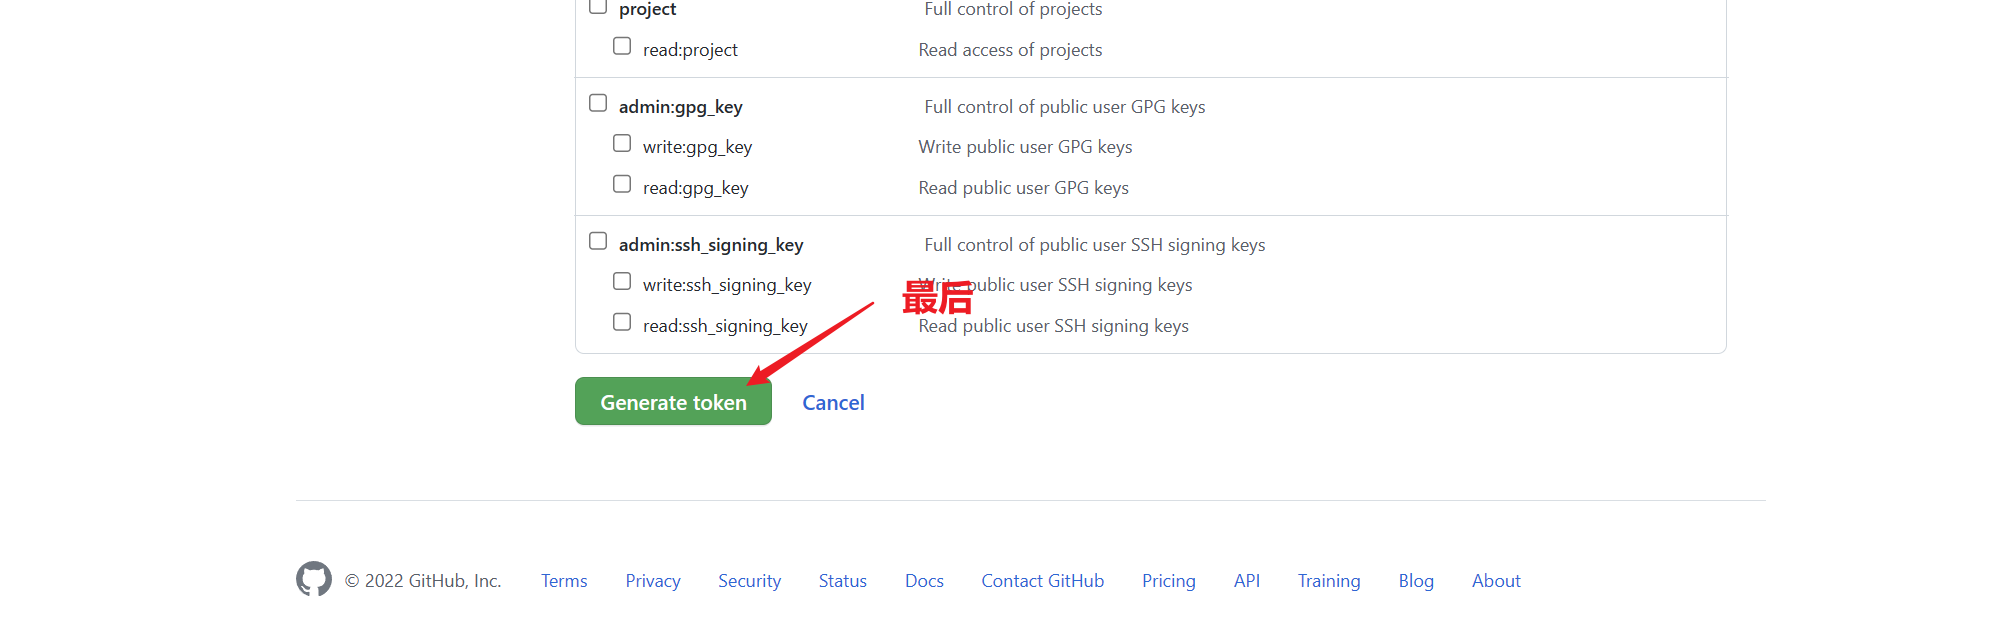 project Full control of projects
read:project Read access of projects
admin:gpg_key Full control of public user GPG keys
write:gpg_key Write public user GPG keys
read:gpg_key Read public user GPG keys
admin:ssh_signing_key Full control of public user SSH signing keys
write:ssh_signing_key Write public user SSH signing keys
最后
read:ssh_signing_key Read public user SSH signing keys
Generate token Cancel
© 2022 GitHub, Inc. Terms Privacy Security Status Docs Contact GitHub Pricing API Training Blog About